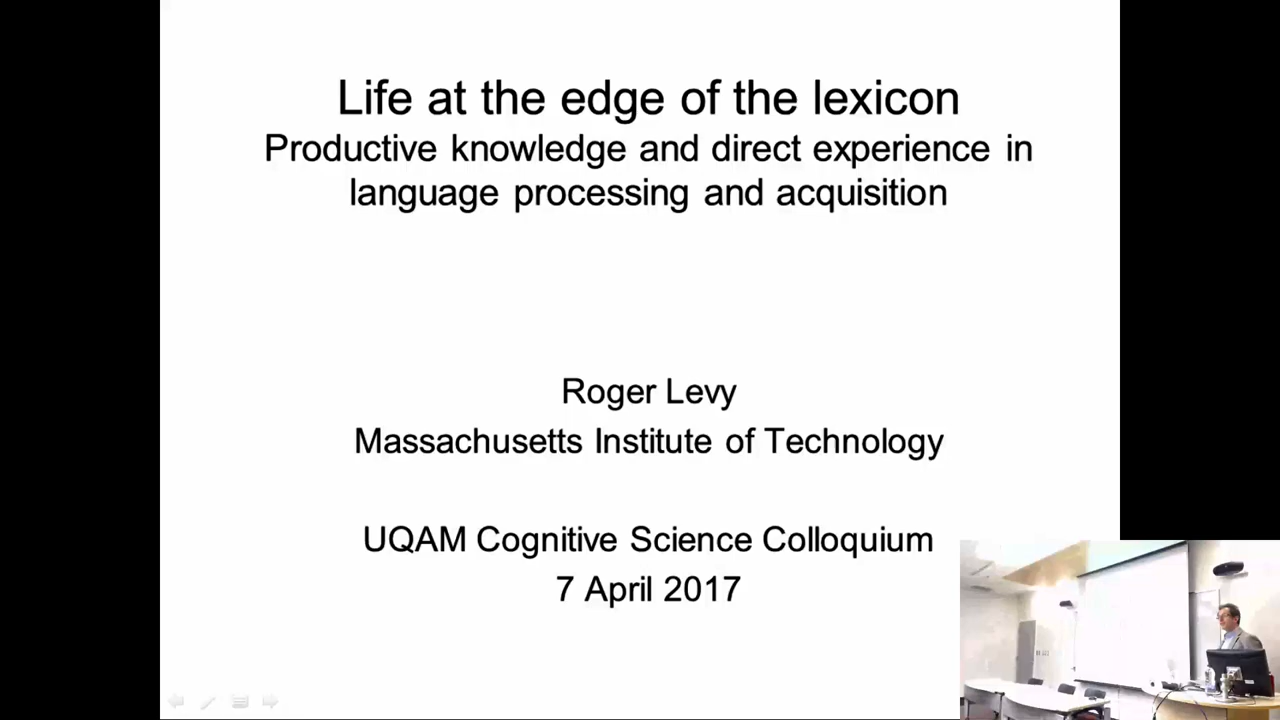 Life at the edge of the lexicon
Productive knowledge and direct experience in
language processing and acquisition
Roger Levy
Massachusetts Institute of Technology
UQAM Cognitive Science Colloquium
7 April 2017